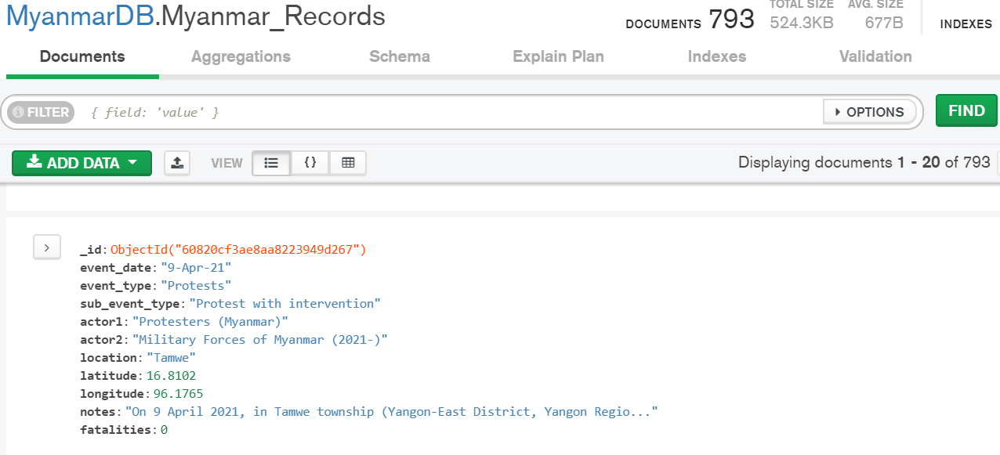 MyanmarDB.Myanmar_Records
DOCUMENTS 793
TOTAL SIZE 524.3KB
AVG. SIZE 677B
INDEXES
Documents Aggregations Schema Explain Plan Indexes Validation
FILTER { field: 'value' } OPTIONS FIND
ADD DATA VIEW {} Displaying documents 1 - 20 of 793
_id: ObjectId("60820cf3ae8aa8223949d267")
event_date: "9-Apr-21"
event_type: "Protests"
sub_event_type: "Protest with intervention"
actor1: "Protesters (Myanmar)"
actor2: "Military Forces of Myanmar (2021-)"
location: "Tamwe"
latitude: 16.8102
longitude: 96.1765
notes: "On 9 April 2021, in Tamwe township (Yangon-East District, Yangon Regio..."
fatalities: 0